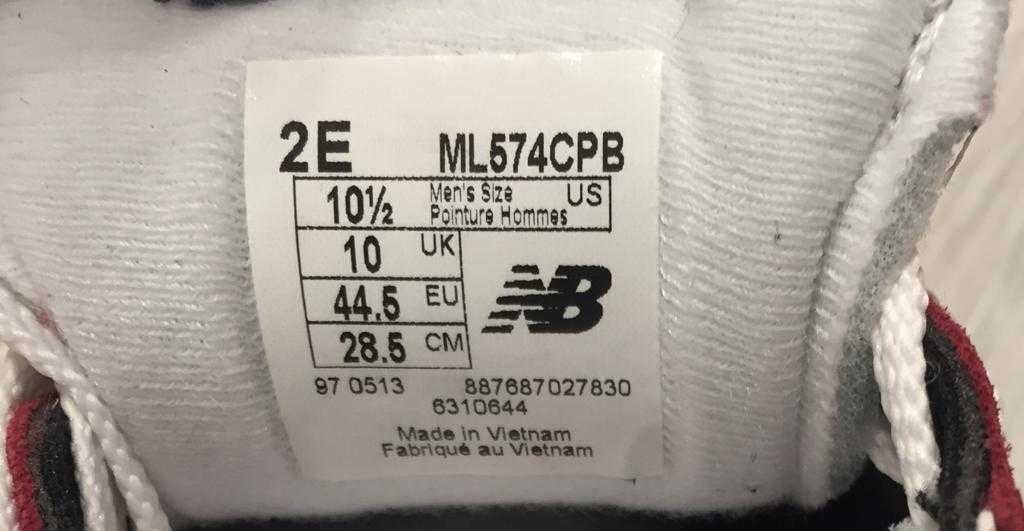 2E ML574CPB
10½ Men's Size US
Pointure Hommes
10 UK
44.5 EU
NB
28.5 CM
97 0513 887687027830
6310644
Made in Vietnam
Fabriqué au Vietnam